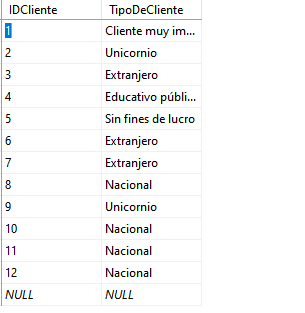 IDCliente TipoDeCliente
1 Cliente muy im...
2 Unicornio
3 Extranjero
4 Educativo públi...
5 Sin fines de lucro
6 Extranjero
7 Extranjero
8 Nacional
9 Unicornio
10 Nacional
11 Nacional
12 Nacional
NULL NULL